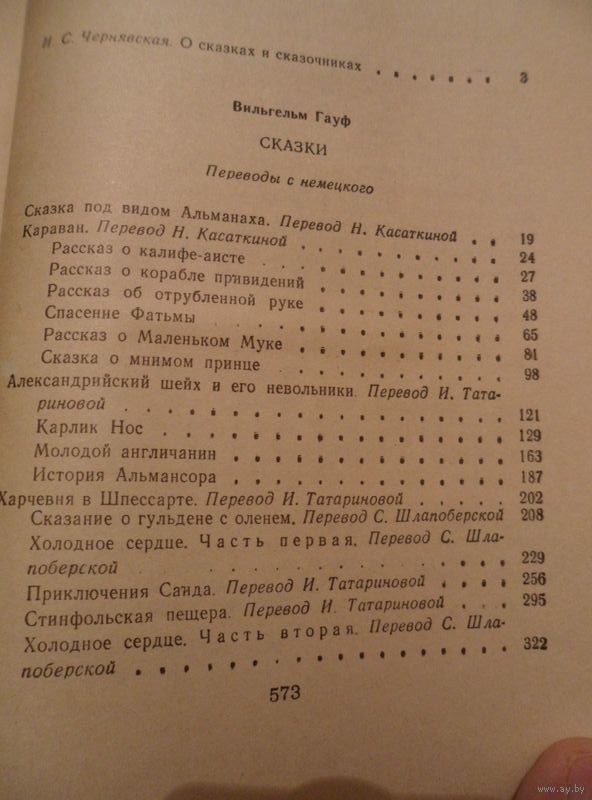 И. С. Чернявская. О сказках и сказочниках . . . . . . . 3
Вильгельм Гауф
СКАЗКИ
Переводы с немецкого
Сказка под видом Альманаха. Перевод Н. Касаткиной . . 19
Караван. Перевод Н. Касаткиной . . . . . . . . 24
Рассказ о калифе-аисте . . . . . . . . . . 27
Рассказ о корабле привидений . . . . . . . . 38
Рассказ об отрубленной руке . . . . . . . . 48
Спасение Фатьмы . . . . . . . . . . . . 65
Рассказ о Маленьком Муке . . . . . . . . . 81
Сказка о мнимом принце . . . . . . . . . . 98
Александрийский шейх и его невольники. Перевод И. Тата-
риновой . . . . . . . . . . . . . . . . 121
Карлик Нос . . . . . . . . . . . . . . 129
Молодой англичанин . . . . . . . . . . . 163
История Альмансора . . . . . . . . . . . 187
Харчевня в Шпессарте. Перевод И. Татариновой . . . . . 202
Сказание о гульдене с оленем. Перевод С. Шлапоберской 208
Холодное сердце. Часть первая. Перевод С. Шла-
поберской . . . . . . . . . . . . . . . 229
Приключения Саида. Перевод И. Татариновой . . . . 256
Стинфольская пещера. Перевод И. Татариновой . . . 295
Холодное сердце. Часть вторая. Перевод С. Шла-
поберской . . . . . . . . . . . . . . . 322
573
www.ay.by